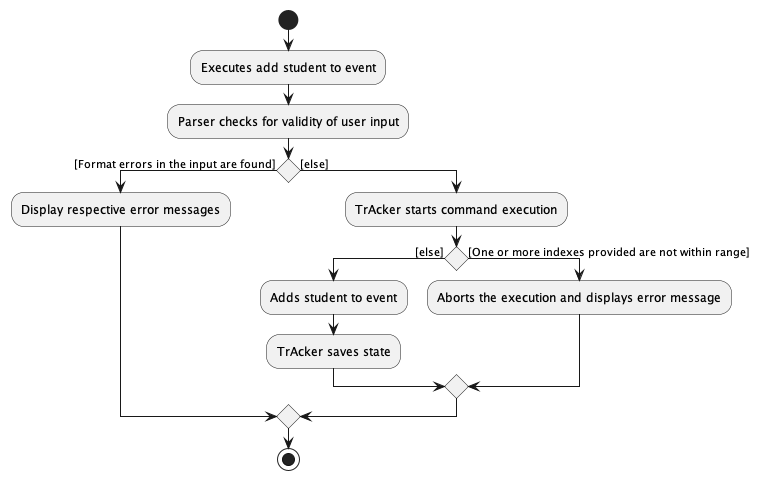 Executes add student to event
Parser checks for validity of user input
[Format errors in the input are found]
[else]
Display respective error messages
TrAcker starts command execution
[else]
[One or more indexes provided are not within range]
Adds student to event
Aborts the execution and displays error message
TrAcker saves state